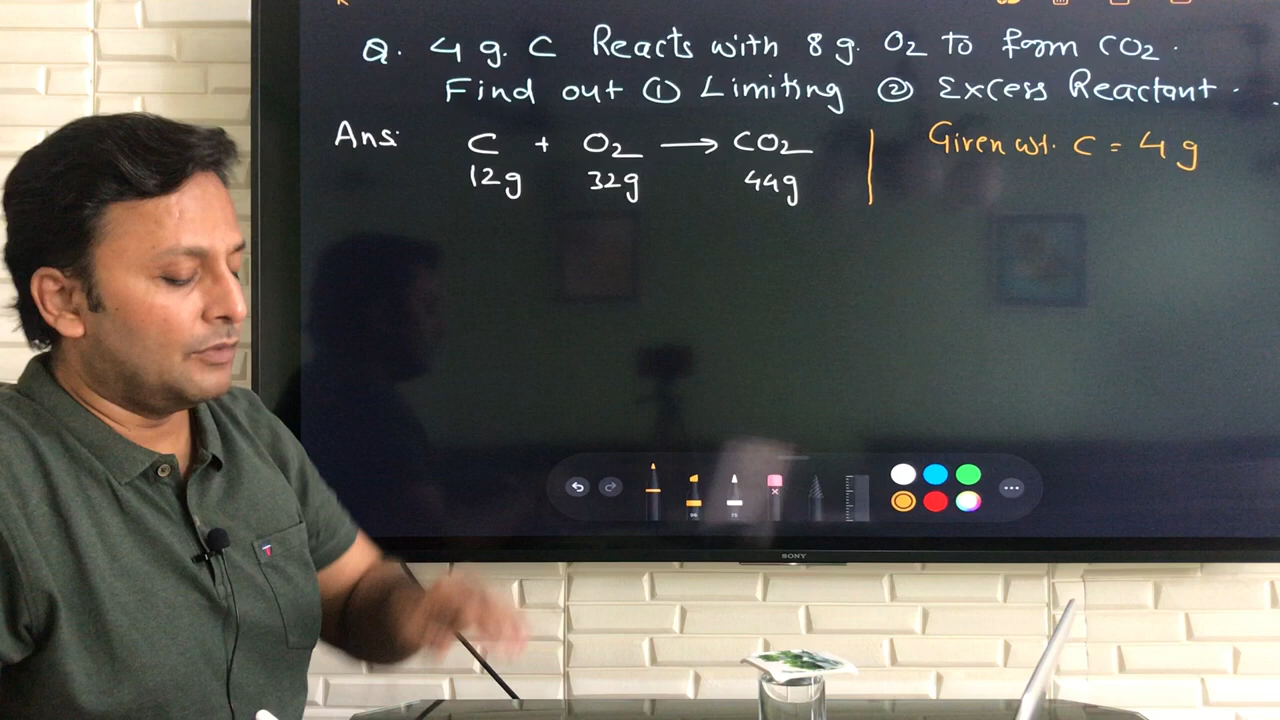 Q. 4 g. C Reacts with 8 g. O2 To form CO2.
Find out ① Limiting ② Excess Reactant.
Ans: C + O2 → CO2
12g 32g 44g
Given wt. C = 4 g
SONY